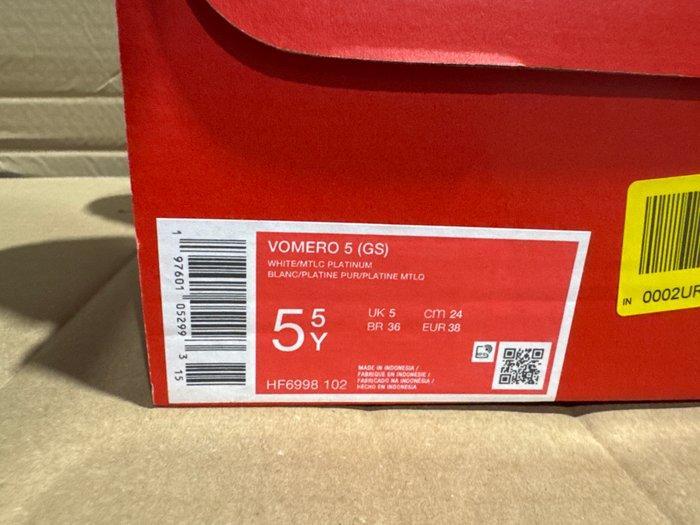 VOMERO 5 (GS)
WHITE/MTLC PLATINUM
BLANC/PLATINE PUR/PLATINE MTLQ
5 5 Y
UK 5 cm 24
BR 36 EUR 38
HF6998 102
MADE IN INDONESIA /
FABRIQUE EN INDONESIE /
FABRICADO NA INDONÉSIA /
HECHO EN INDONESIA
1 97601 05299 3 15
IN 0002UR